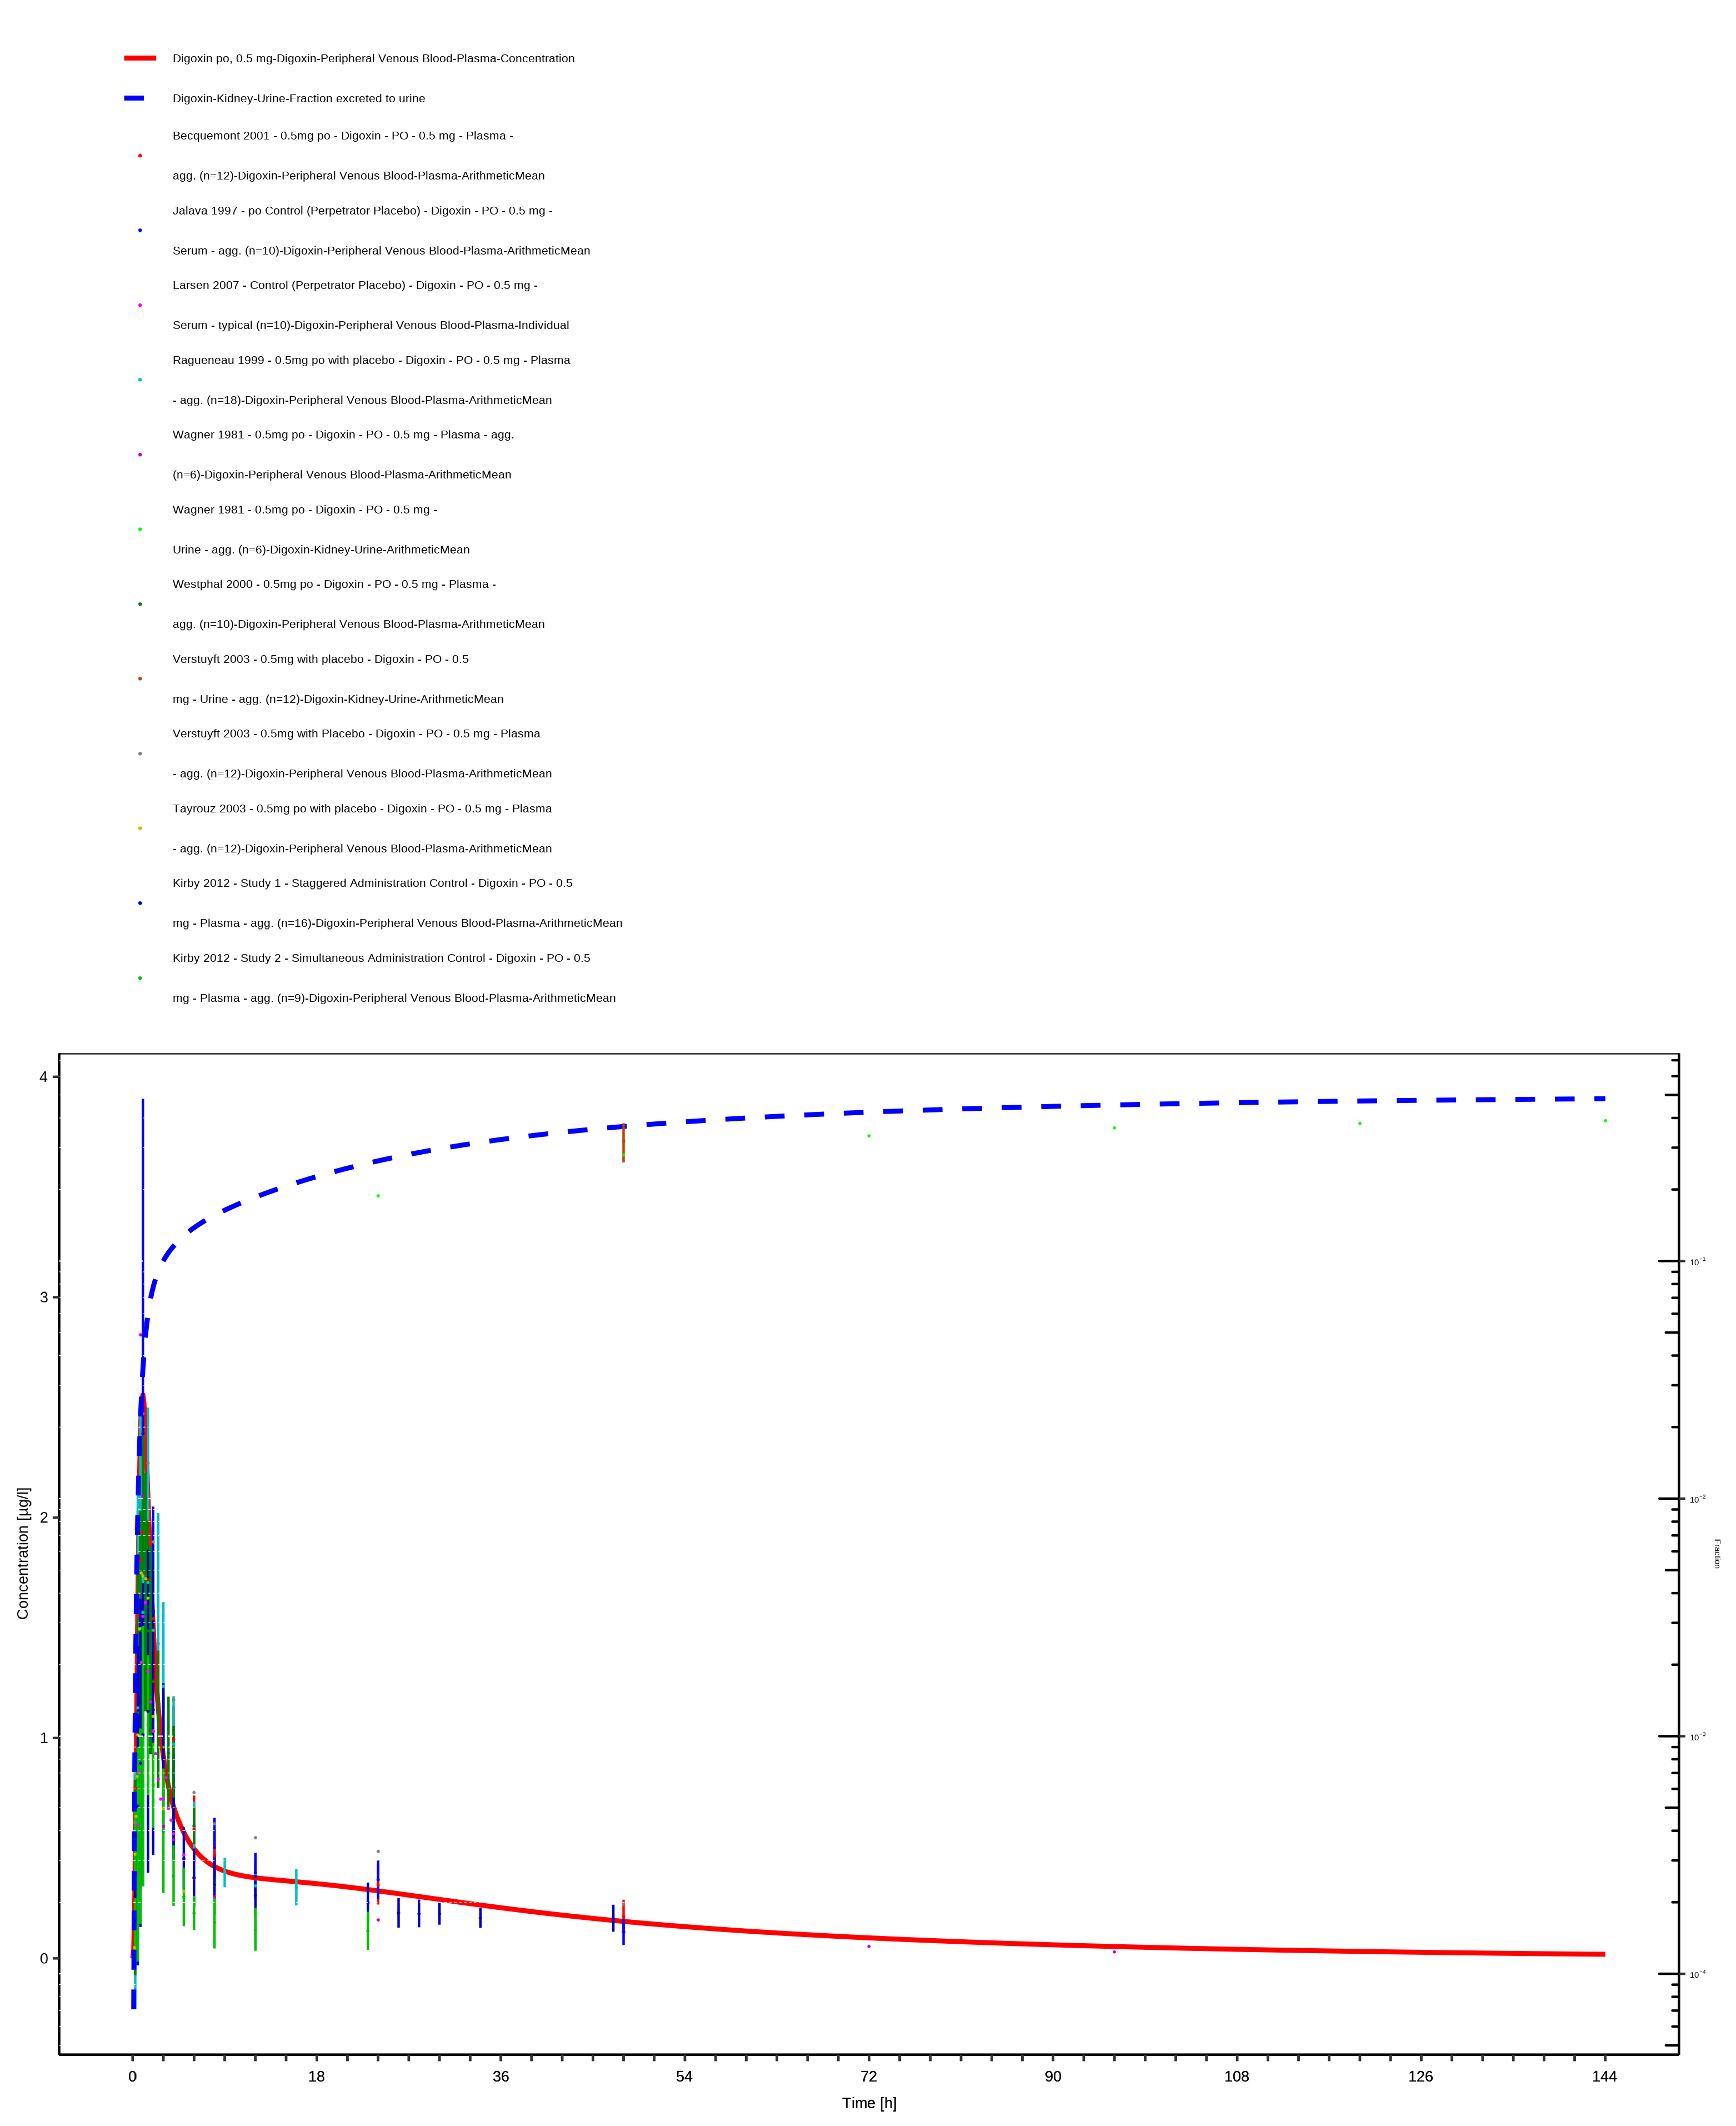 Digoxin po, 0.5 mg-Digoxin-Peripheral Venous Blood-Plasma-Concentration
Digoxin-Kidney-Urine-Fraction excreted to urine
Becquemont 2001 - 0.5mg po - Digoxin - PO - 0.5 mg - Plasma -
agg. (n=12)-Digoxin-Peripheral Venous Blood-Plasma-ArithmeticMean
Jalava 1997 - po Control (Perpetrator Placebo) - Digoxin - PO - 0.5 mg -
Serum - agg. (n=10)-Digoxin-Peripheral Venous Blood-Plasma-ArithmeticMean
Larsen 2007 - Control (Perpetrator Placebo) - Digoxin - PO - 0.5 mg -
Serum - typical (n=10)-Digoxin-Peripheral Venous Blood-Plasma-Individual
Ragueneau 1999 - 0.5mg po with placebo - Digoxin - PO - 0.5 mg - Plasma
- agg. (n=18)-Digoxin-Peripheral Venous Blood-Plasma-ArithmeticMean
Wagner 1981 - 0.5mg po - Digoxin - PO - 0.5 mg - Plasma - agg.
(n=6)-Digoxin-Peripheral Venous Blood-Plasma-ArithmeticMean
Wagner 1981 - 0.5mg po - Digoxin - PO - 0.5 mg -
Urine - agg. (n=6)-Digoxin-Kidney-Urine-ArithmeticMean
Westphal 2000 - 0.5mg po - Digoxin - PO - 0.5 mg - Plasma -
agg. (n=10)-Digoxin-Peripheral Venous Blood-Plasma-ArithmeticMean
Verstuyft 2003 - 0.5mg with placebo - Digoxin - PO - 0.5
mg - Urine - agg. (n=12)-Digoxin-Kidney-Urine-ArithmeticMean
Verstuyft 2003 - 0.5mg with Placebo - Digoxin - PO - 0.5 mg - Plasma
- agg. (n=12)-Digoxin-Peripheral Venous Blood-Plasma-ArithmeticMean
Tayrouz 2003 - 0.5mg po with placebo - Digoxin - PO - 0.5 mg - Plasma
- agg. (n=12)-Digoxin-Peripheral Venous Blood-Plasma-ArithmeticMean
Kirby 2012 - Study 1 - Staggered Administration Control - Digoxin - PO - 0.5
mg - Plasma - agg. (n=16)-Digoxin-Peripheral Venous Blood-Plasma-ArithmeticMean
Kirby 2012 - Study 2 - Simultaneous Administration Control - Digoxin - PO - 0.5
mg - Plasma - agg. (n=9)-Digoxin-Peripheral Venous Blood-Plasma-ArithmeticMean
4
3
2
1
0
Concentration [µg/l]
10⁻¹
10⁻²
10⁻³
10⁻⁴
Fraction
0 18 36 54 72 90 108 126 144
Time [h]